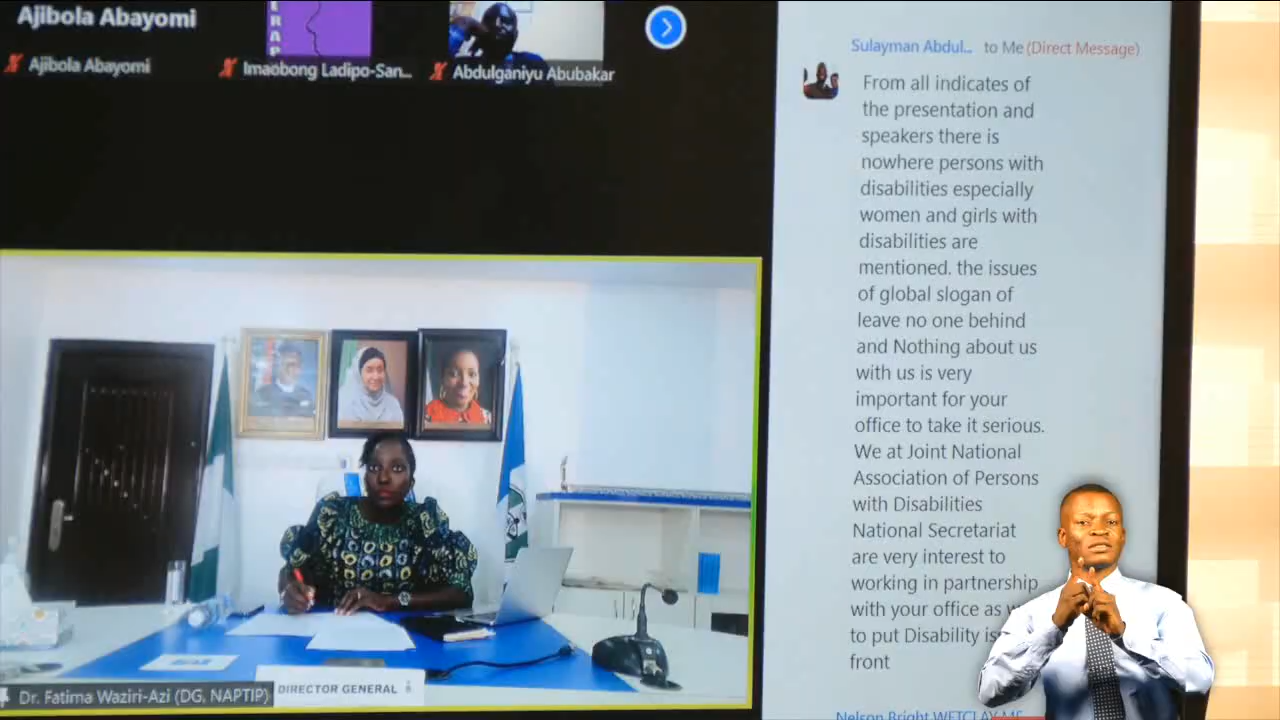 Ajibola Abayomi
ERAP
Ajibola Abayomi
Imaobong Ladipo-San...
Abdulganiyu Abubakar
Sulayman Abdul... to Me (Direct Message)
From all indicates of
the presentation and
speakers there is
nowhere persons with
disabilities especially
women and girls with
disabilities are
mentioned. the issues
of global slogan of
leave no one behind
and Nothing about us
with us is very
important for your
office to take it serious.
We at Joint National
Association of Persons
with Disabilities
National Secretariat
are very interest to
working in partnership
with your office as
to put Disability
front
Nelson Bright
Dr. Fatima Waziri-Azi (DG, NAPTIP)
DIRECTOR GENERAL